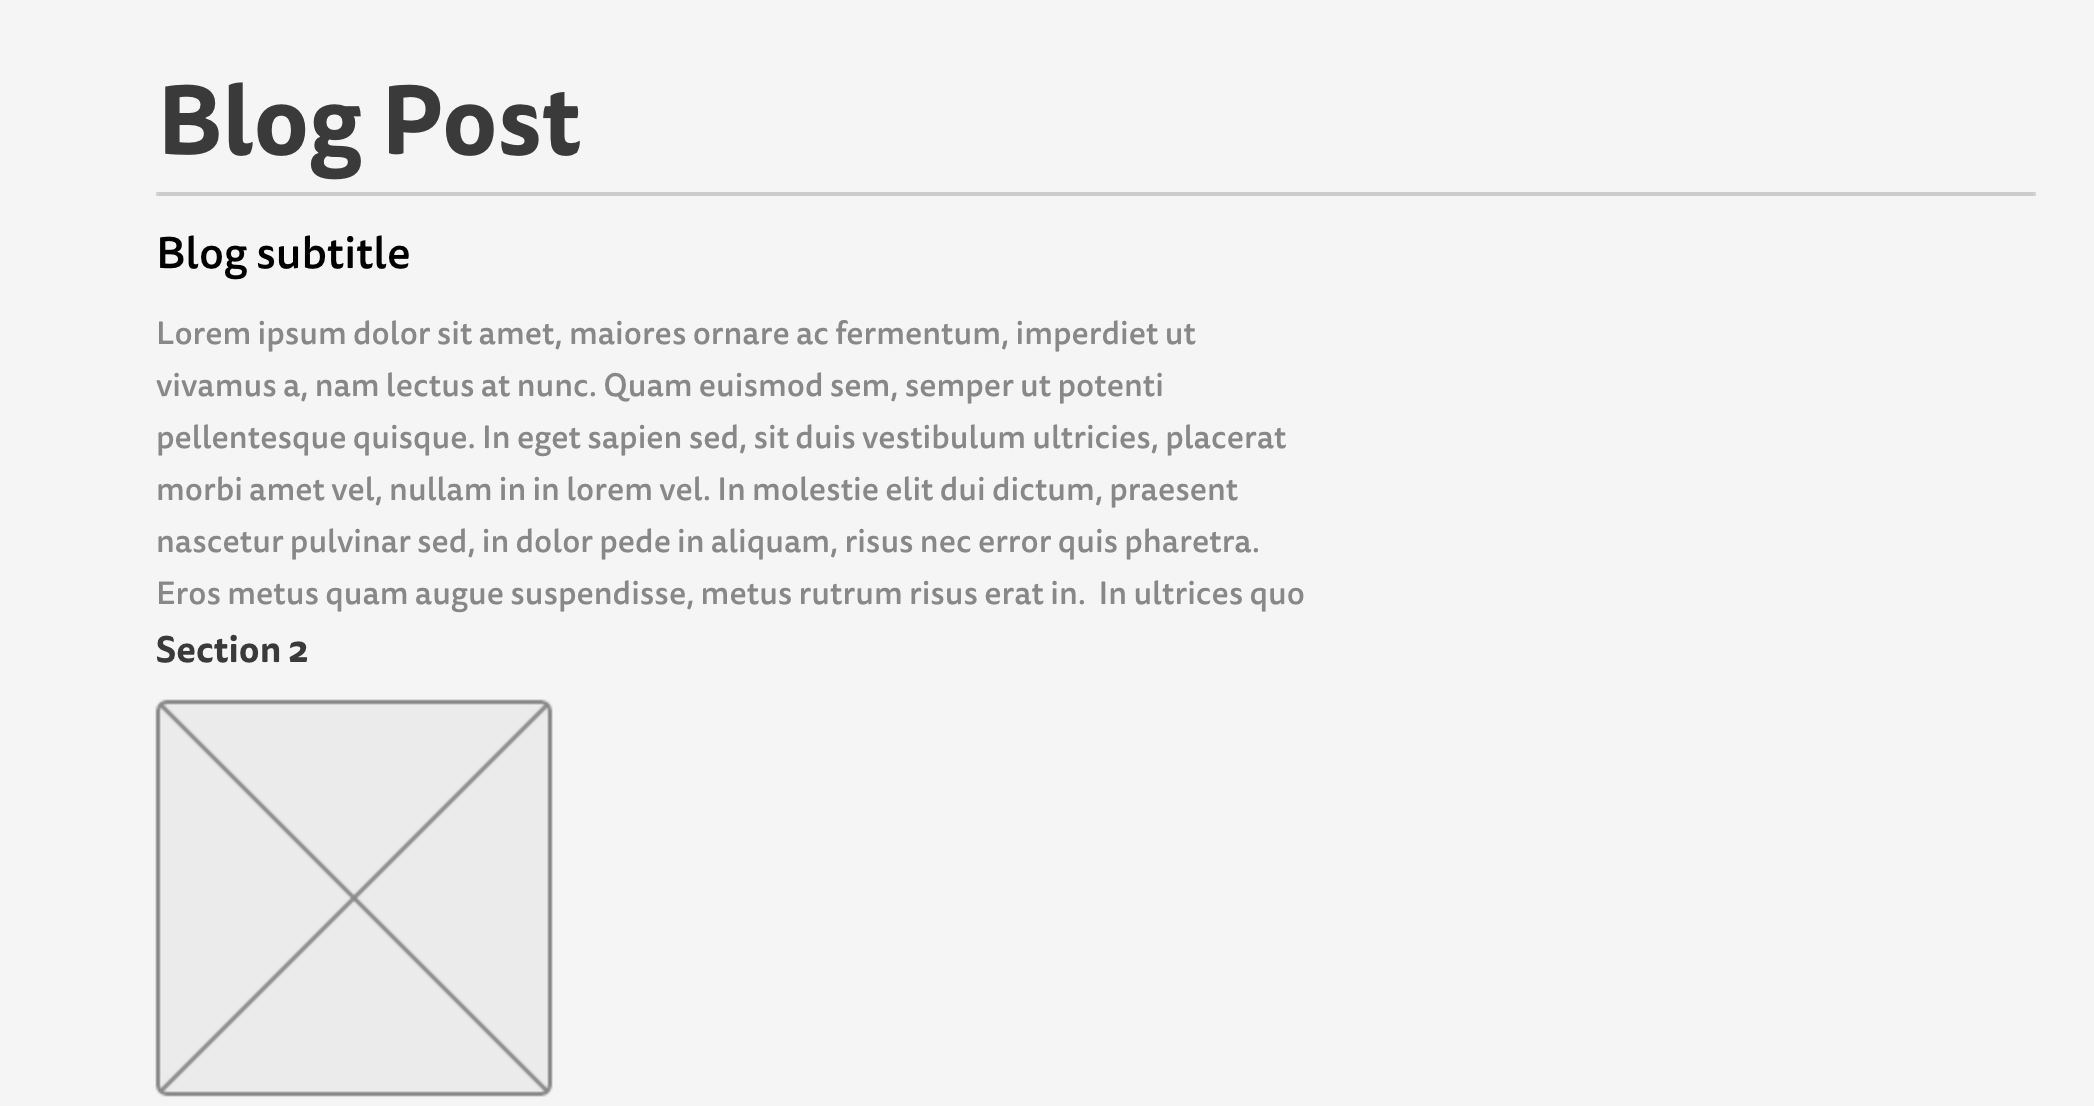 Blog Post
Blog subtitle
Lorem ipsum dolor sit amet, maiores ornare ac fermentum, imperdiet ut
vivamus a, nam lectus at nunc. Quam euismod sem, semper ut potenti
pellentesque quisque. In eget sapien sed, sit duis vestibulum ultricies, placerat
morbi amet vel, nullam in in lorem vel. In molestie elit dui dictum, praesent
nascetur pulvinar sed, in dolor pede in aliquam, risus nec error quis pharetra.
Eros metus quam augue suspendisse, metus rutrum risus erat in.  In ultrices quo
Section 2